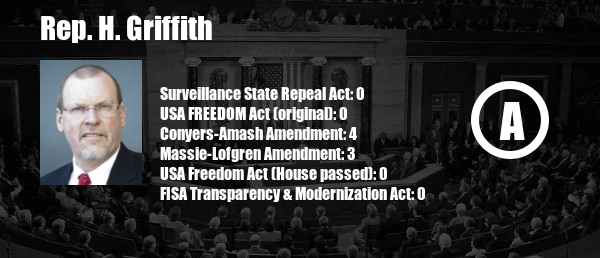 Rep. H. Griffith
Surveillance State Repeal Act: 0
USA FREEDOM Act (original): 0
Conyers-Amash Amendment: 4
Massie-Lofgren Amendment: 3
USA Freedom Act (House passed): 0
FISA Transparency & Modernization Act: 0
A